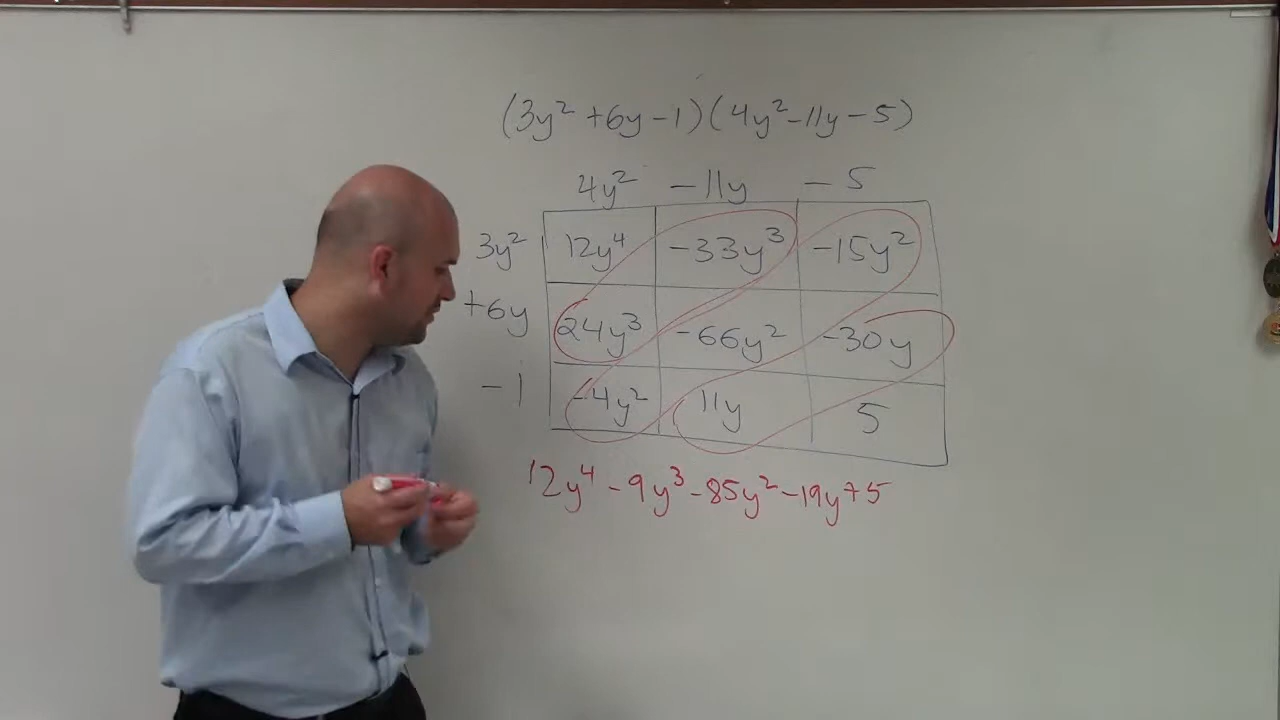 (3y² + 6y - 1)(4y² - 11y - 5)
4y² - 11y - 5
3y² 12y⁴ -33y³ -15y²
+6y 24y³ -66y² -30y
-1 -4y² 11y 5
12y⁴ - 9y³ - 85y² - 19y + 5